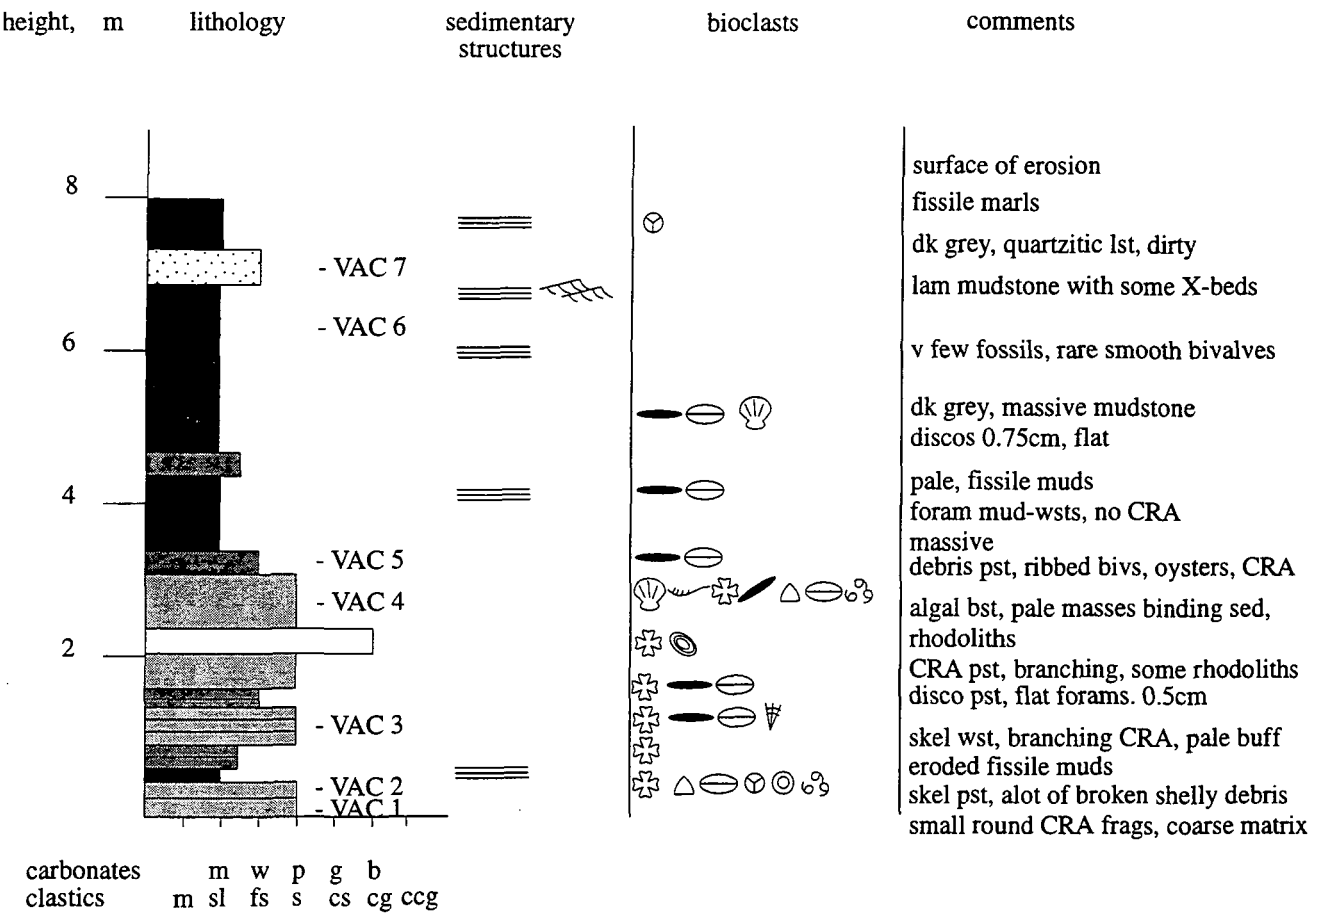 height, m lithology sedimentary structures bioclasts comments
surface of erosion
8
fissile marls
dk grey, quartzitic lst, dirty
- VAC 7
lam mudstone with some X-beds
- VAC 6
6
v few fossils, rare smooth bivalves
dk grey, massive mudstone
discos 0.75cm, flat
pale, fissile muds
4
foram mud-wsts, no CRA
massive
- VAC 5
debris pst, ribbed bivs, oysters, CRA
- VAC 4
algal bst, pale masses binding sed,
rhodoliths
2
CRA pst, branching, some rhodoliths
disco pst, flat forams. 0.5cm
- VAC 3
skel wst, branching CRA, pale buff
eroded fissile muds
- VAC 2
skel pst, alot of broken shelly debris
- VAC 1
small round CRA frags, coarse matrix
carbonates m w p g b
clastics m sl fs s cs cg ccg